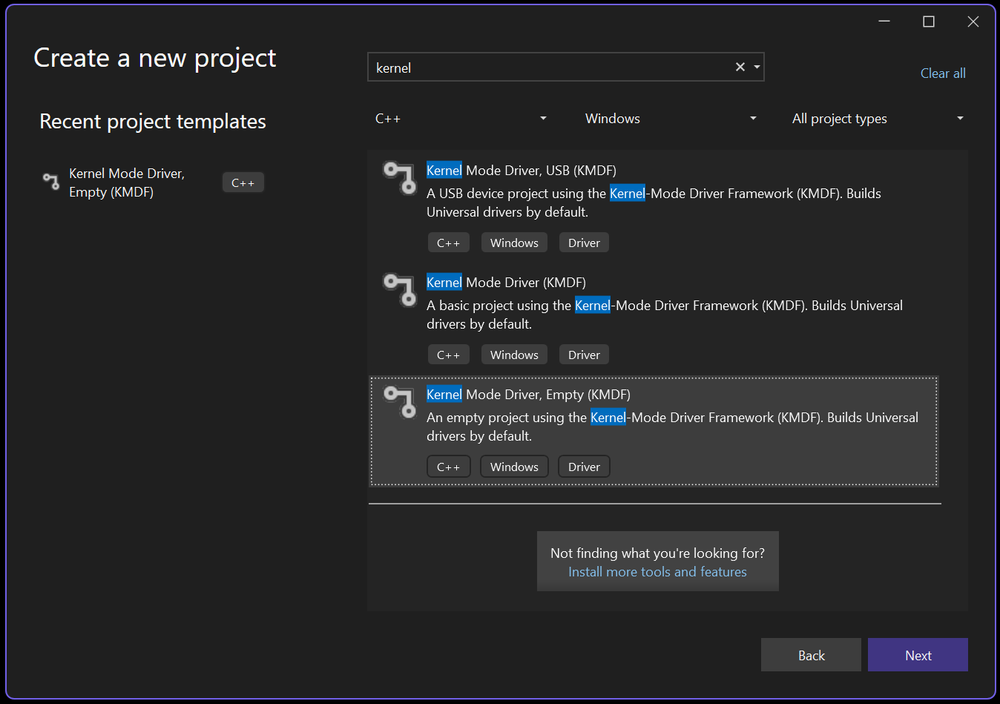 Create a new project
kernel
Clear all
Recent project templates
C++
Windows
All project types
Kernel Mode Driver,
Empty (KMDF)
C++
Kernel Mode Driver, USB (KMDF)
A USB device project using the Kernel-Mode Driver Framework (KMDF). Builds
Universal drivers by default.
C++ Windows Driver
Kernel Mode Driver (KMDF)
A basic project using the Kernel-Mode Driver Framework (KMDF). Builds Universal
drivers by default.
C++ Windows Driver
Kernel Mode Driver, Empty (KMDF)
An empty project using the Kernel-Mode Driver Framework (KMDF). Builds Universal
drivers by default.
C++ Windows Driver
Not finding what you're looking for?
Install more tools and features
Back
Next